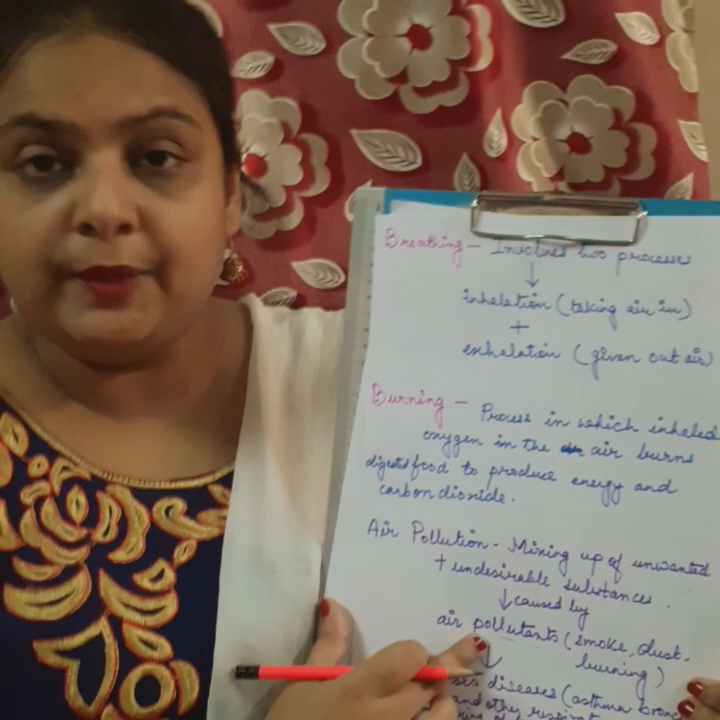 Breathing - Involves two processes
↓
inhalation (taking air in)
+
exhalation (given out air)
Burning - Process in which inhaled
oxygen in the air burns
digested food to produce energy and
carbon dioxide.
Air Pollution - Mixing up of unwanted
+ undesirable substances.
↓ caused by
air pollutants (smoke, dust,
burning)
↓
diseases (asthma
and other